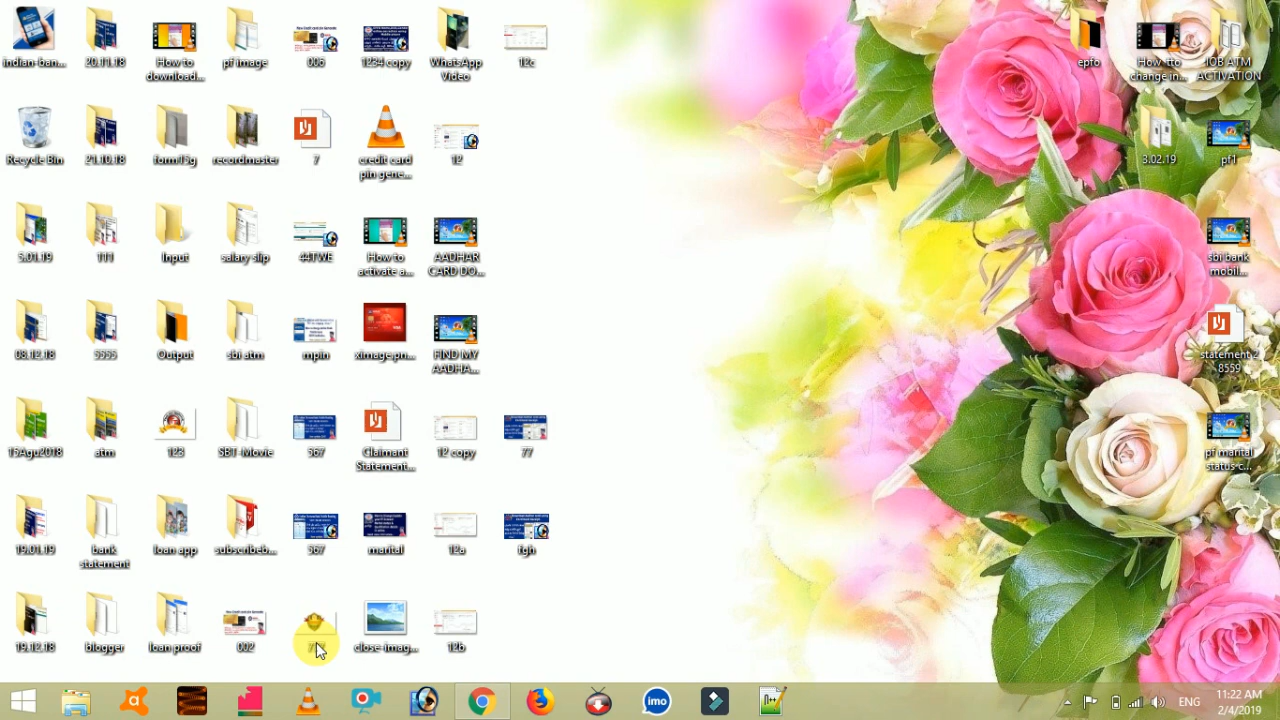 indian-ban...
20.11.18
How to
download...
pf image
006
1234 copy
WhatsApp
Video
12c
epfo
How tto
change in...
IOB ATM
ACTIVATION
Recycle Bin
21.10.18
form15g
recordmaster
7
credit card
pin gene...
12
3.02.19
pf1
5.01.19
111
Input
salary slip
44TWE
How to
activate a...
AADHAR
CARD DO...
sbi bank
mobil...
08.12.18
5555
Output
sbi atm
mpin
ximage-pn...
FIND MY
AADHA...
statement 2
8559
15Agu2018
atm
123
SBT-Movie
567
Claimant
Statement...
12 copy
77
pf marital
status c...
19.01.19
bank
statement
loan app
subscribeb...
567
marital
12a
fgh
19.12.18
blogger
loan proof
002
close-imag...
12b
imo
ENG
11:22 AM
2/4/2019